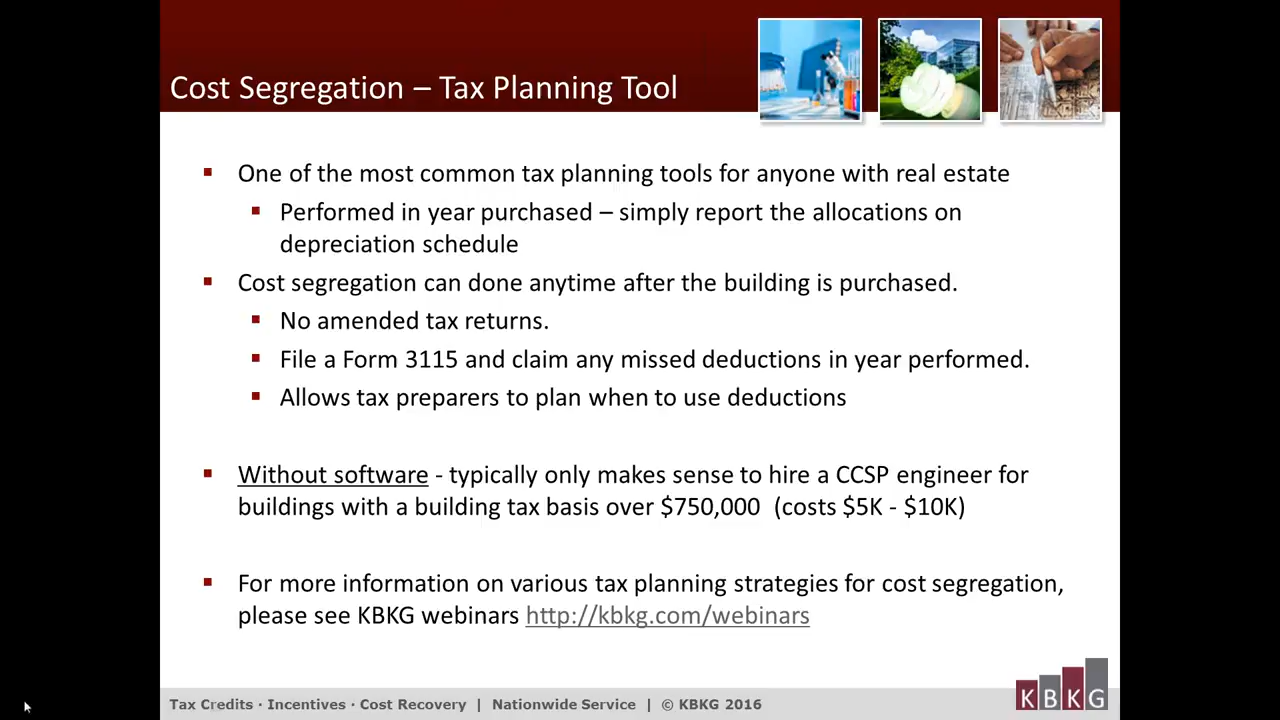 Cost Segregation – Tax Planning Tool
▪ One of the most common tax planning tools for anyone with real estate
▪ Performed in year purchased – simply report the allocations on
depreciation schedule
▪ Cost segregation can done anytime after the building is purchased.
▪ No amended tax returns.
▪ File a Form 3115 and claim any missed deductions in year performed.
▪ Allows tax preparers to plan when to use deductions
▪ Without software - typically only makes sense to hire a CCSP engineer for
buildings with a building tax basis over $750,000 (costs $5K - $10K)
▪ For more information on various tax planning strategies for cost segregation,
please see KBKG webinars http://kbkg.com/webinars
Tax Credits · Incentives · Cost Recovery | Nationwide Service | © KBKG 2016
KBKG